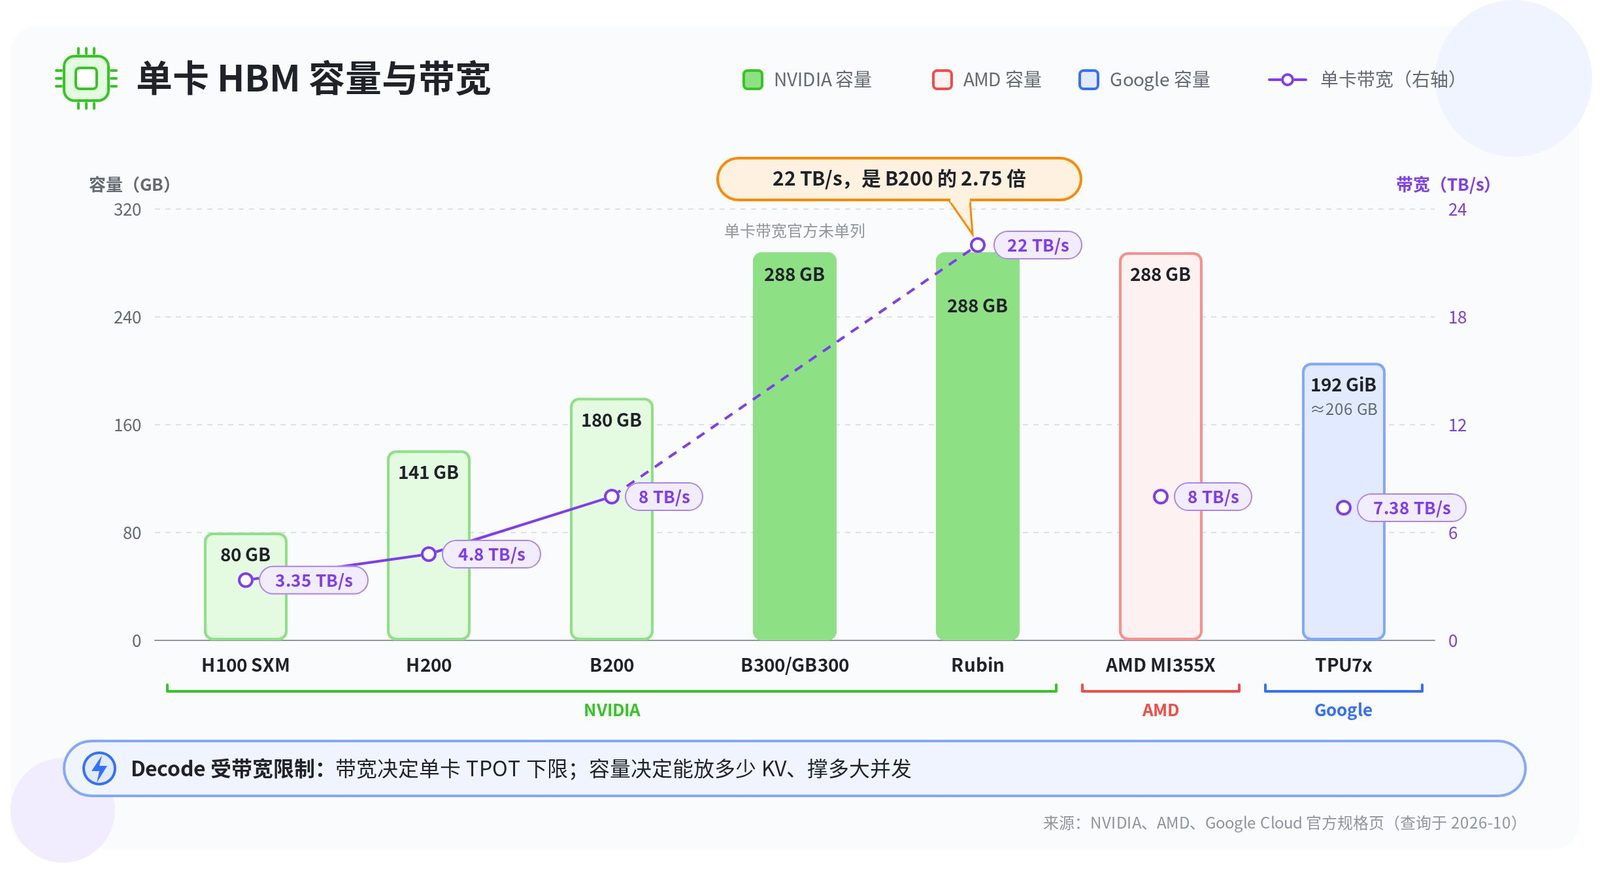 单卡 HBM 容量与带宽
NVIDIA 容量
AMD 容量
Google 容量
单卡带宽（右轴）
22 TB/s，是 B200 的 2.75 倍
容量（GB）
带宽（TB/s）
320
24
单卡带宽官方未单列
22 TB/s
288 GB
288 GB
288 GB
240
18
192 GiB
≈206 GB
180 GB
160
12
141 GB
8 TB/s
8 TB/s
7.38 TB/s
80
6
80 GB
4.8 TB/s
3.35 TB/s
0
0
H100 SXM
H200
B200
B300/GB300
Rubin
AMD MI355X
TPU7x
NVIDIA
AMD
Google
Decode 受带宽限制：带宽决定单卡 TPOT 下限；容量决定能放多少 KV、撑多大并发
来源：NVIDIA、AMD、Google Cloud 官方规格页（查询于 2026-10）